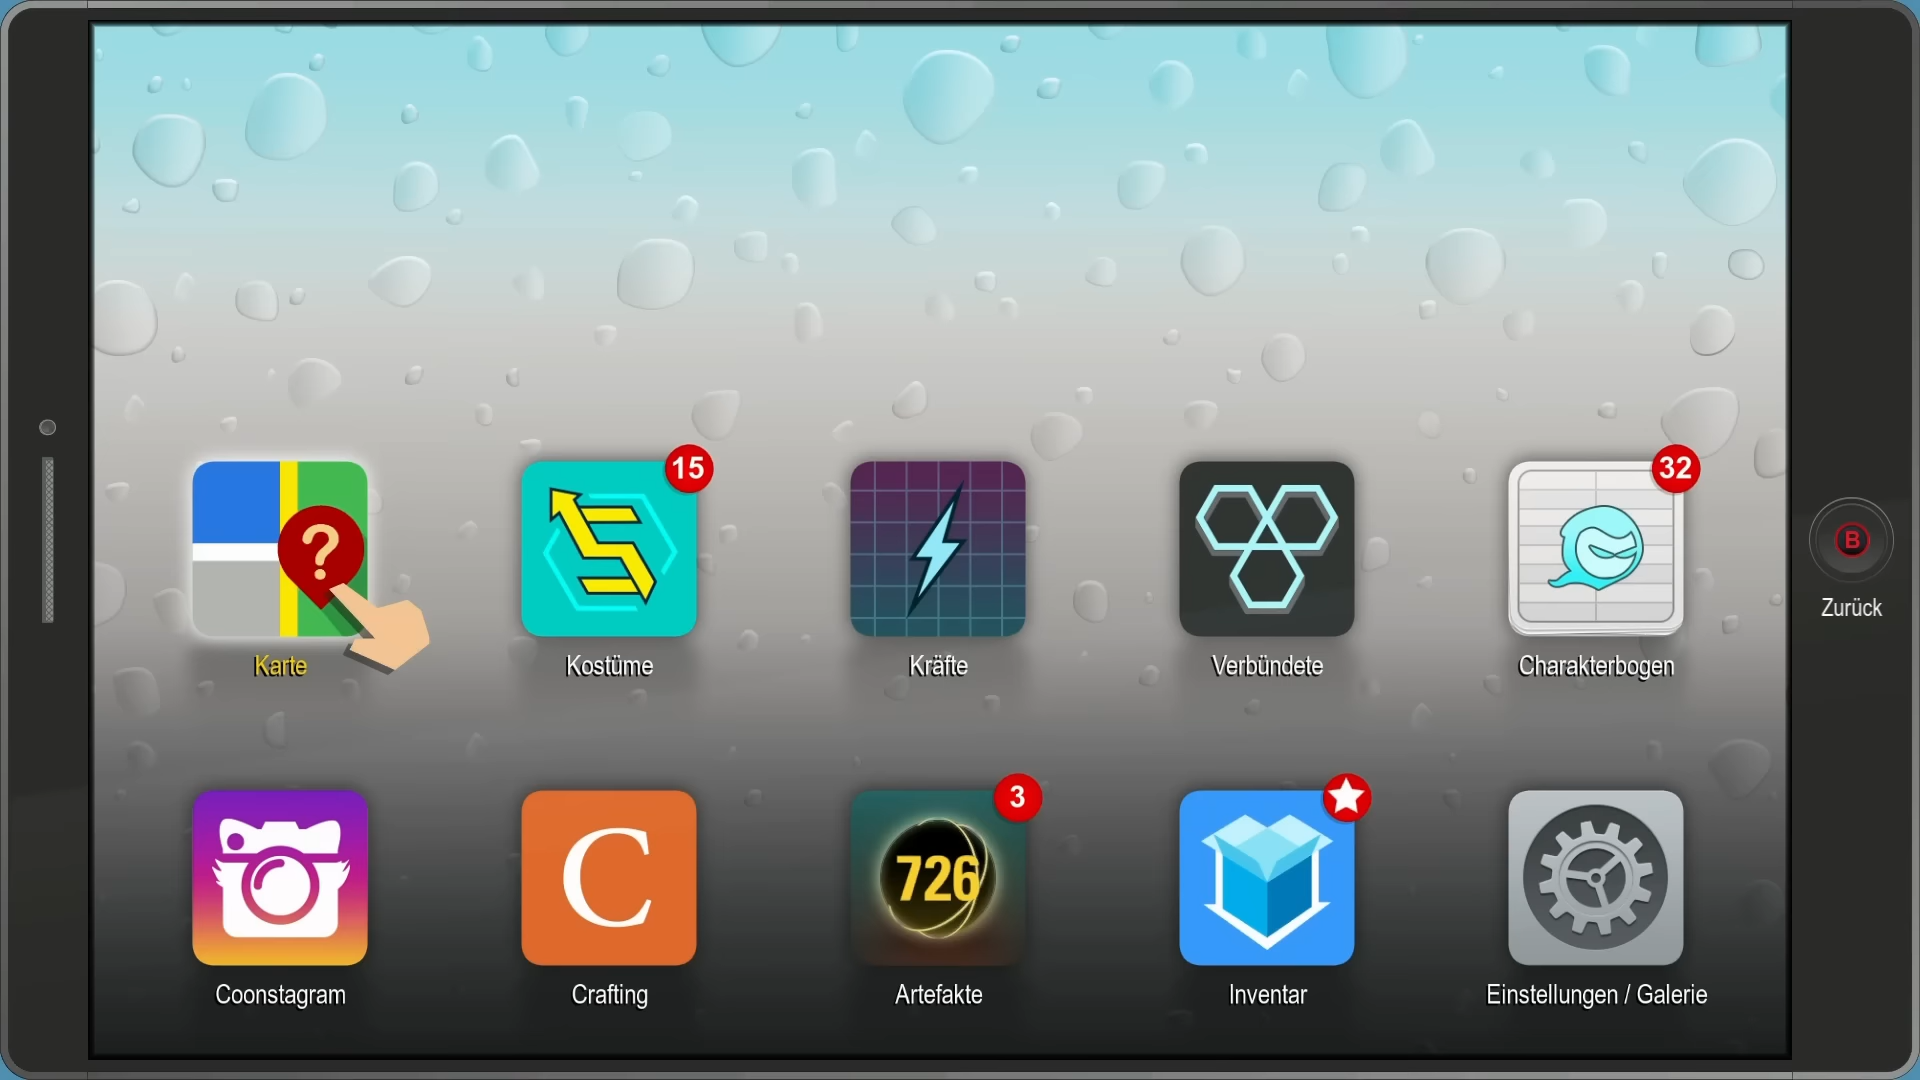 15
32
?
Karte
Kostüme
Kräfte
Verbündete
Charakterbogen
B
Zurück
3
C
726
Coonstagram
Crafting
Artefakte
Inventar
Einstellungen / Galerie